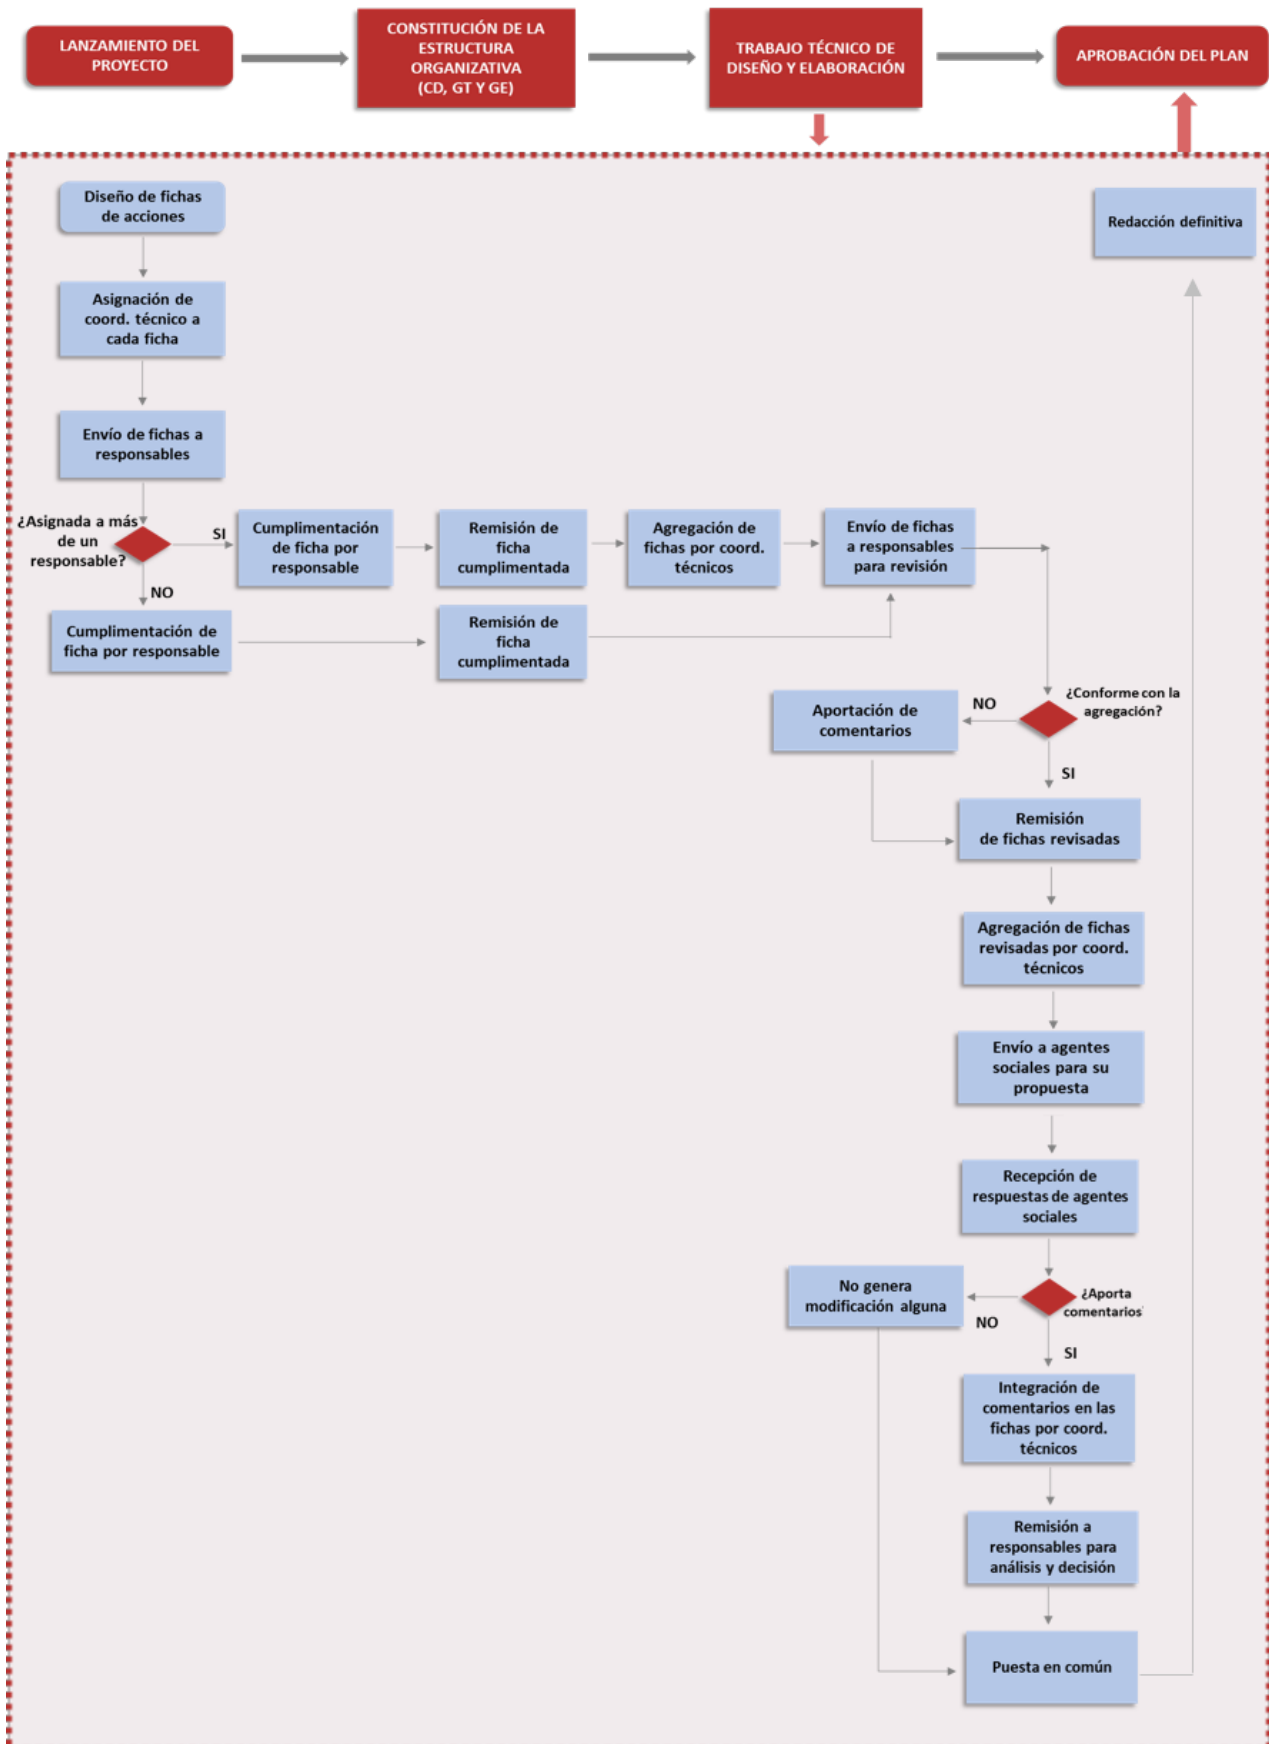 LANZAMIENTO DEL
PROYECTO
CONSTITUCIÓN DE LA
ESTRUCTURA
ORGANIZATIVA
(CD, GT Y GE)
TRABAJO TÉCNICO DE
DISEÑO Y ELABORACIÓN
APROBACIÓN DEL PLAN
Diseño de fichas
de acciones
Redacción definitiva
Asignación de
coord. técnico a
cada ficha
Envío de fichas a
responsables
¿Asignada a más
de un
responsable?
SI
NO
Cumplimentación
de ficha por
responsable
Remisión de
ficha
cumplimentada
Agregación de
fichas por coord.
técnicos
Envío de fichas
a responsables
para revisión
Cumplimentación de
ficha por responsable
Remisión de
ficha
cumplimentada
¿Conforme con la
agregación?
NO
Aportación de
comentarios
SI
Remisión
de fichas revisadas
Agregación de fichas
revisadas por coord.
técnicos
Envío a agentes
sociales para su
propuesta
Recepción de
respuestas de agentes
sociales
¿Aporta
comentarios
NO
No genera
modificación alguna
SI
Integración de
comentarios en las
fichas por coord.
técnicos
Remisión a
responsables para
análisis y decisión
Puesta en común